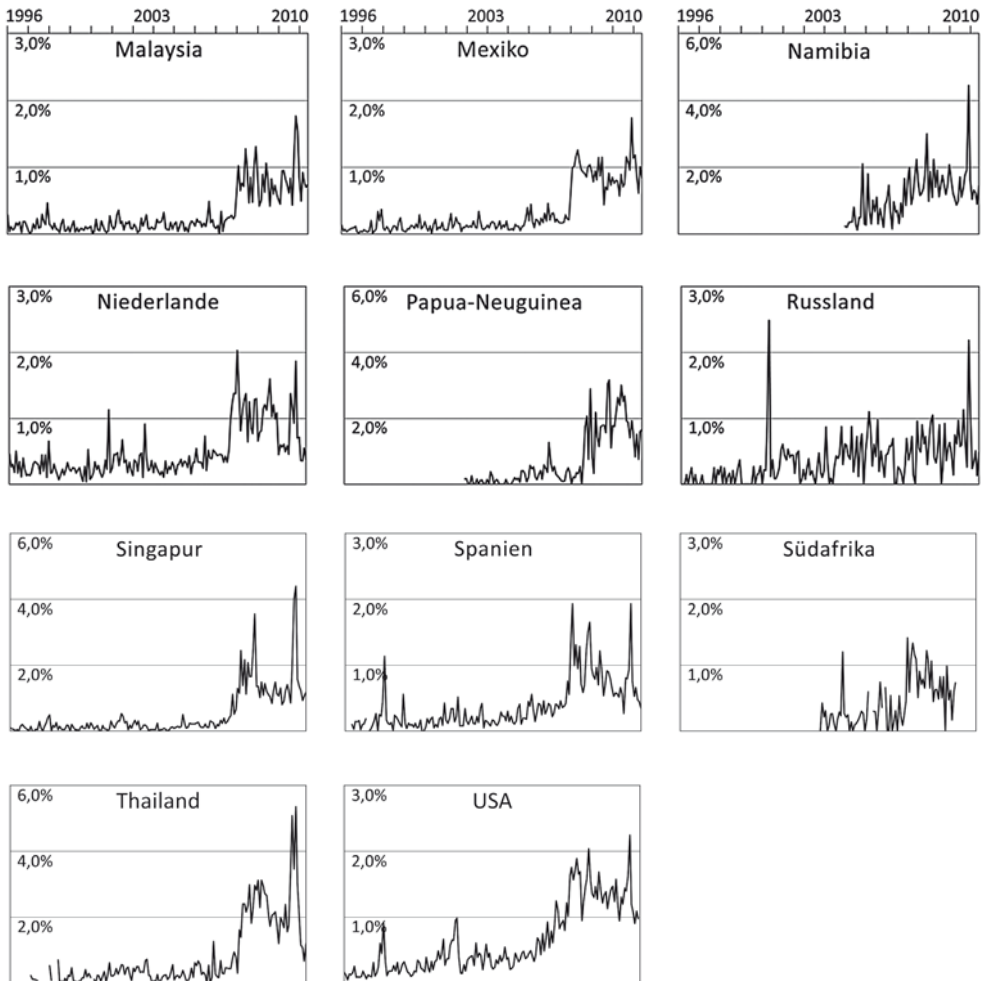 1996 2003 2010 1996 2003 2010 1996 2003 2010
3,0% Malaysia 3,0% Mexiko 6,0% Namibia
2,0% 2,0% 4,0%
1,0% 1,0% 2,0%
3,0% Niederlande 6,0% Papua-Neuguinea 3,0% Russland
2,0% 4,0% 2,0%
1,0% 2,0% 1,0%
6,0% Singapur 3,0% Spanien 3,0% Südafrika
4,0% 2,0% 2,0%
2,0% 1,0% 1,0%
6,0% Thailand 3,0% USA
4,0% 2,0%
2,0% 1,0%